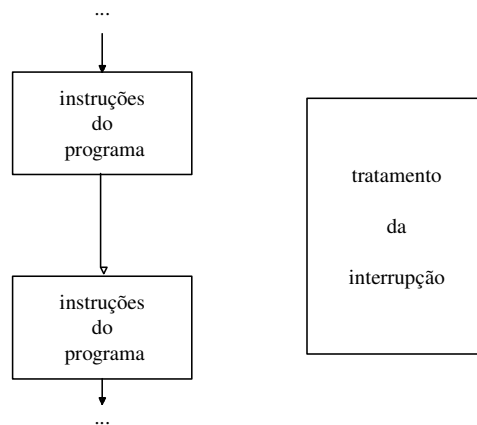 ...
instruções
do
programa
tratamento
da
interrupção
instruções
do
programa
...